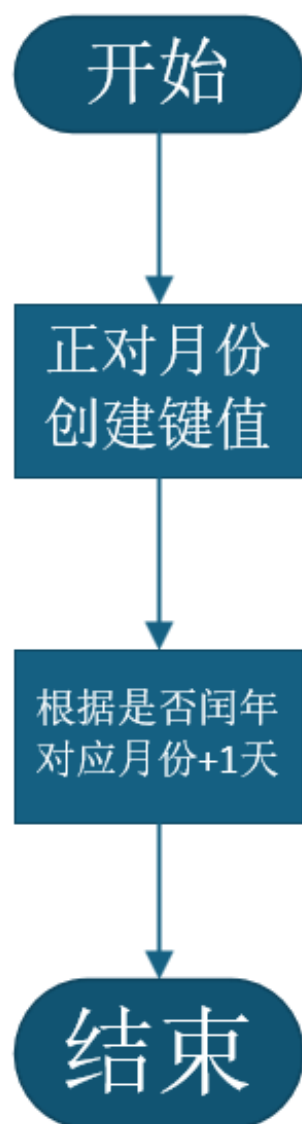 开始
正对月份
创建键值
根据是否闰年
对应月份+1天
结束